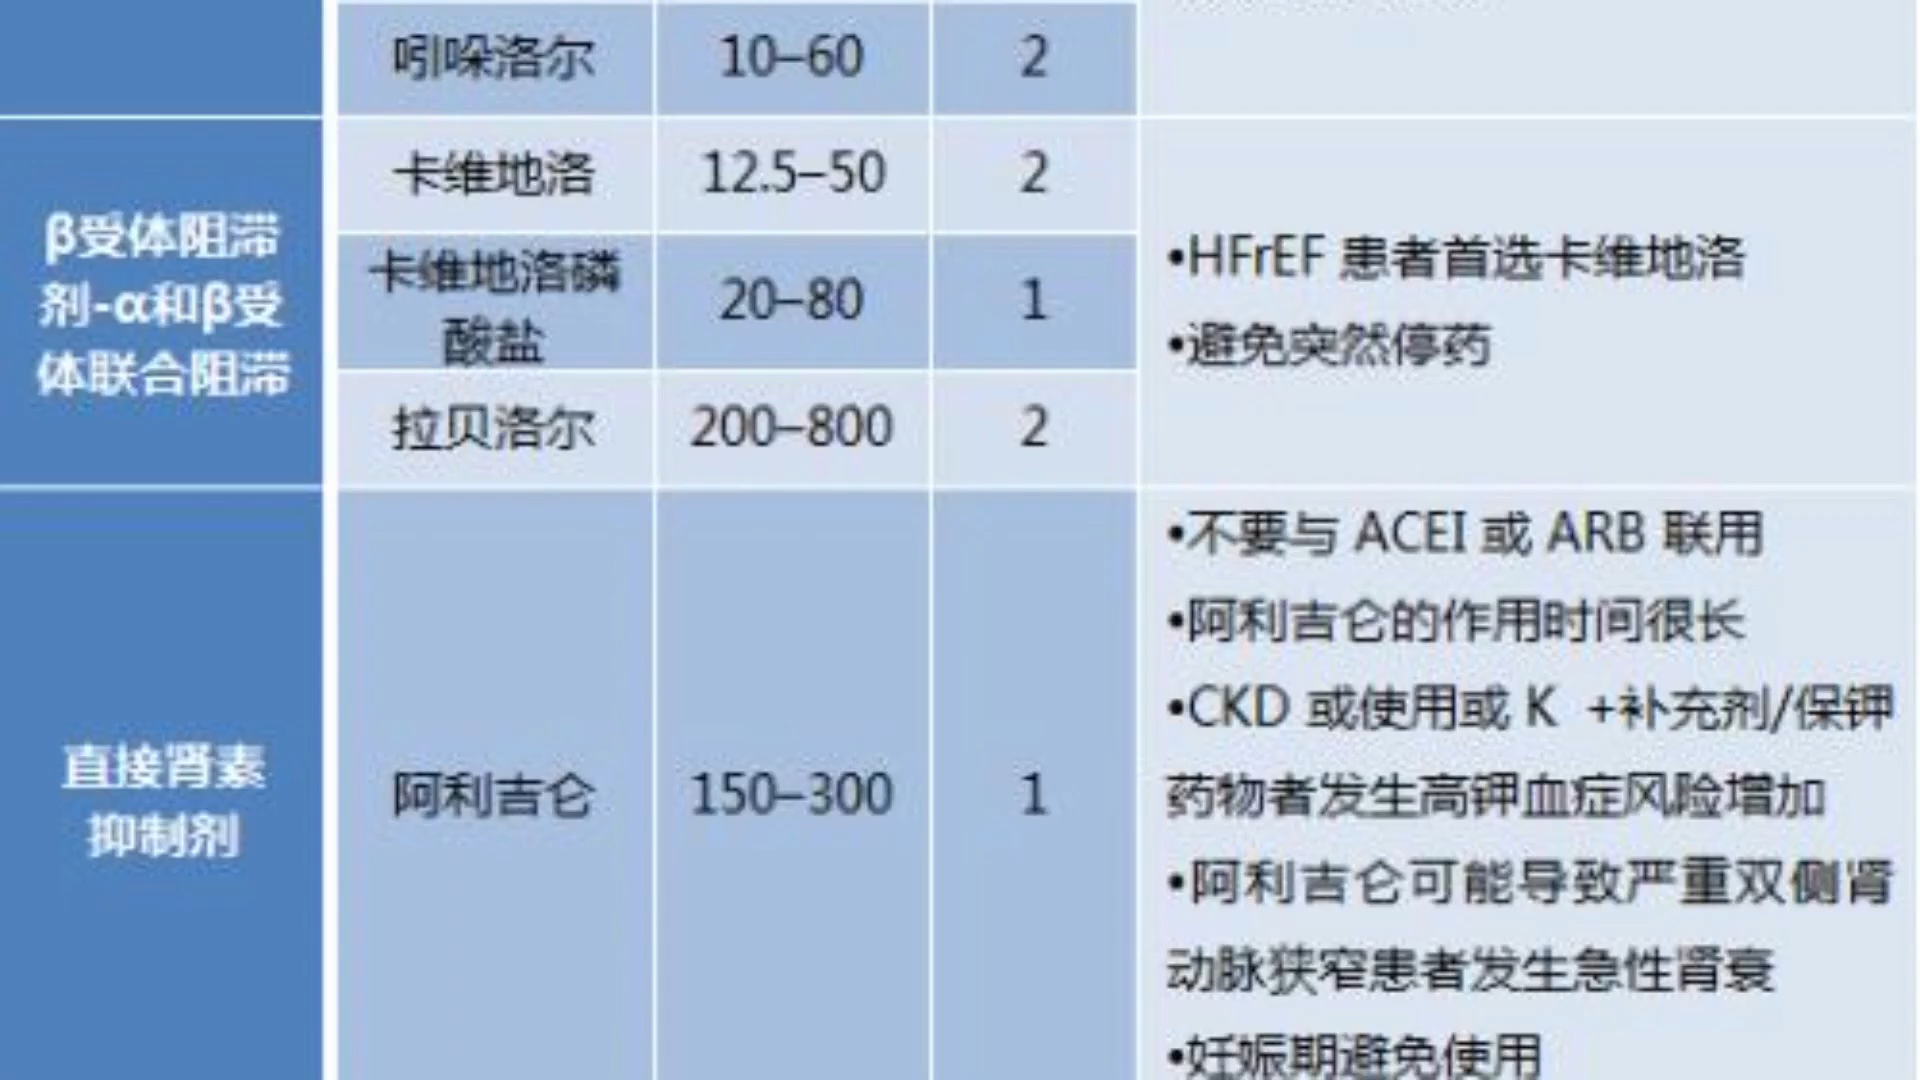 吲哚洛尔 10–60 2
β受体阻滞
剂-α和β受
体联合阻滞
卡维地洛 12.5–50 2
卡维地洛磷
酸盐
20–80 1
拉贝洛尔 200–800 2
•HFrEF 患者首选卡维地洛
•避免突然停药
直接肾素
抑制剂
阿利吉仑 150–300 1
•不要与 ACEI 或 ARB 联用
•阿利吉仑的作用时间很长
•CKD 或使用或 K +补充剂/保钾
药物者发生高钾血症风险增加
•阿利吉仑可能导致严重双侧肾
动脉狭窄患者发生急性肾衰
•妊娠期避免使用